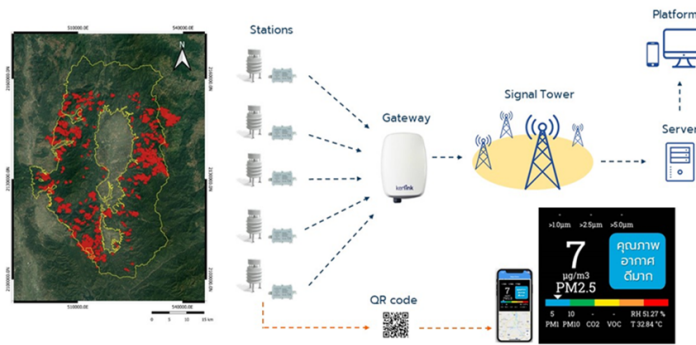 Platform
Stations
N
Signal Tower
Gateway
Server
kerlink
QR code
>1.0µm >2.5µm >5.0µm
7
µg/m3
PM2.5
คุณภาพ
อากาศ
ดีมาก
5 10 - - RH 51.27 %
PM1 PM10 CO2 VOC T 32.84 °C
0 5 10 km